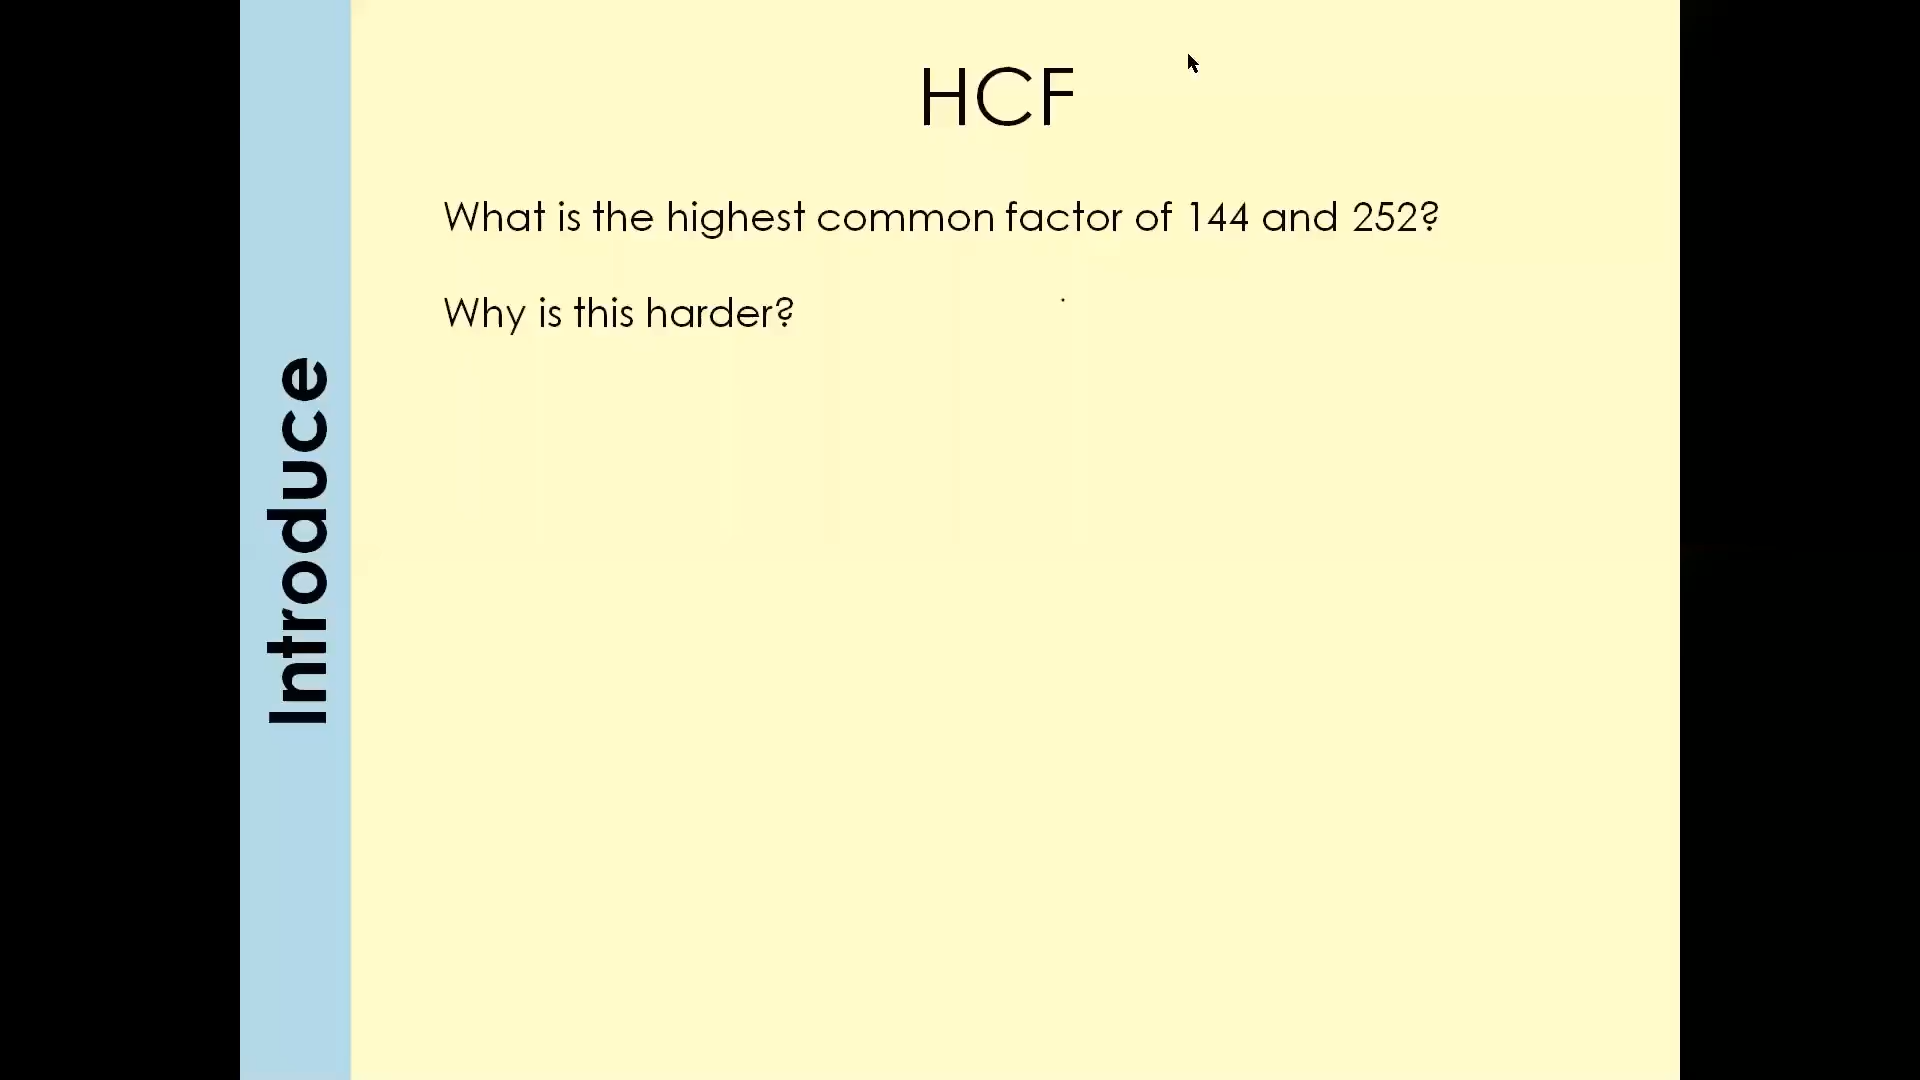 HCF
What is the highest common factor of 144 and 252?
Why is this harder?
Introduce